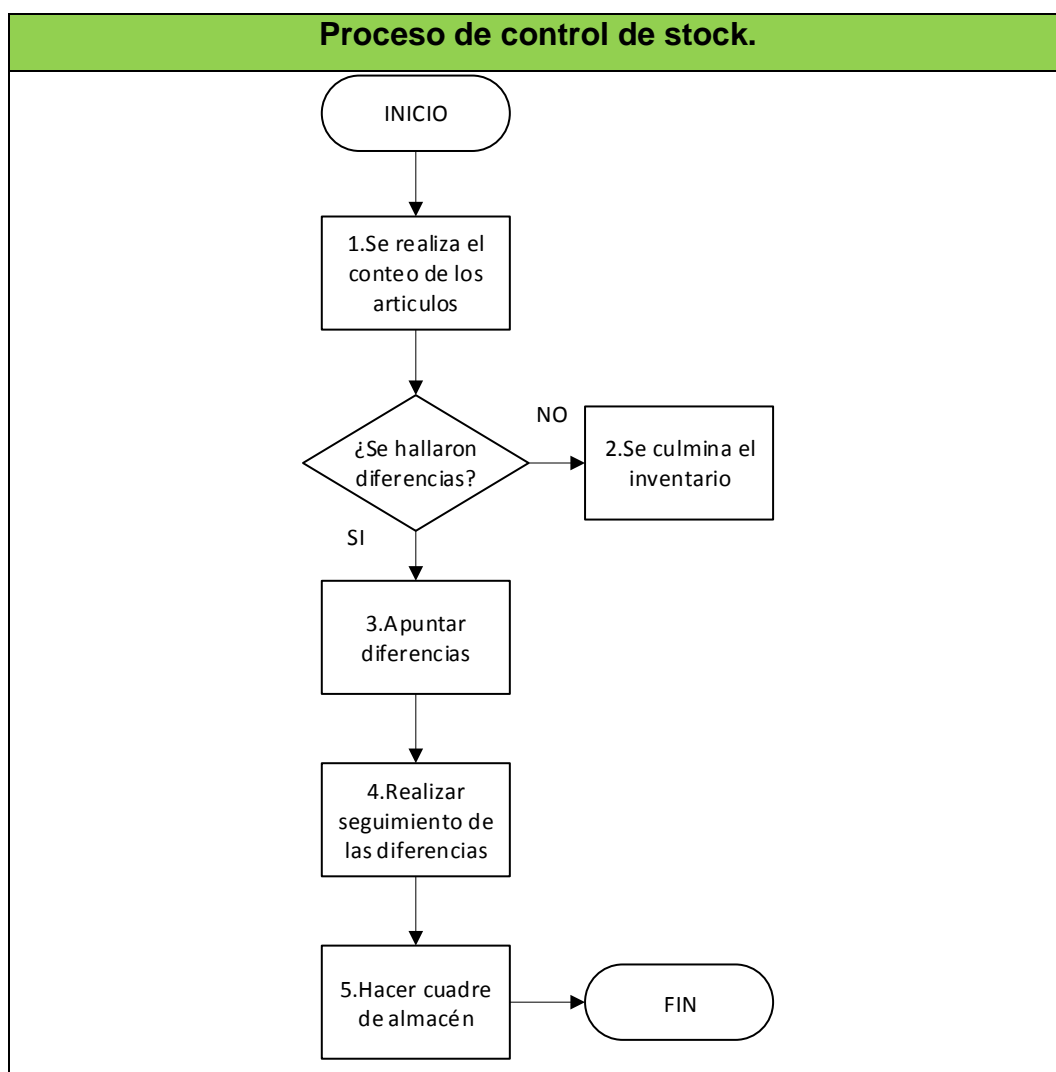 Proceso de control de stock.
INICIO
1.Se realiza el
conteo de los
articulos
¿Se hallaron
diferencias?
NO
2.Se culmina el
inventario
SI
3.Apuntar
diferencias
4.Realizar
seguimiento de
las diferencias
5.Hacer cuadre
de almacén
FIN